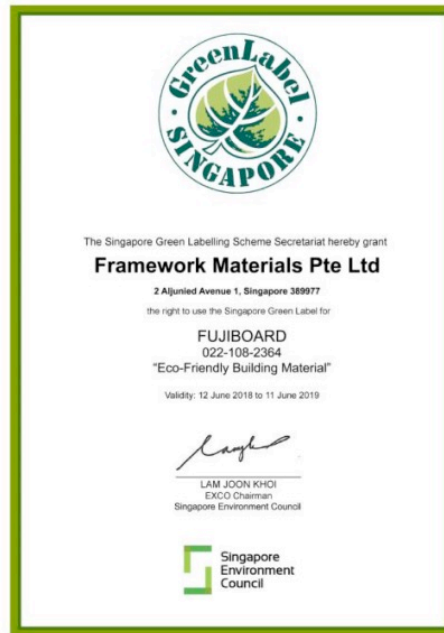 GreenLabel
SINGAPORE
The Singapore Green Labelling Scheme Secretariat hereby grant
Framework Materials Pte Ltd
2 Aljunied Avenue 1, Singapore 389977
the right to use the Singapore Green Label for
FUJIBOARD
022-108-2364
"Eco-Friendly Building Material"
Validity: 12 June 2018 to 11 June 2019
LAM JOON KHOI
EXCO Chairman
Singapore Environment Council
Singapore
Environment
Council